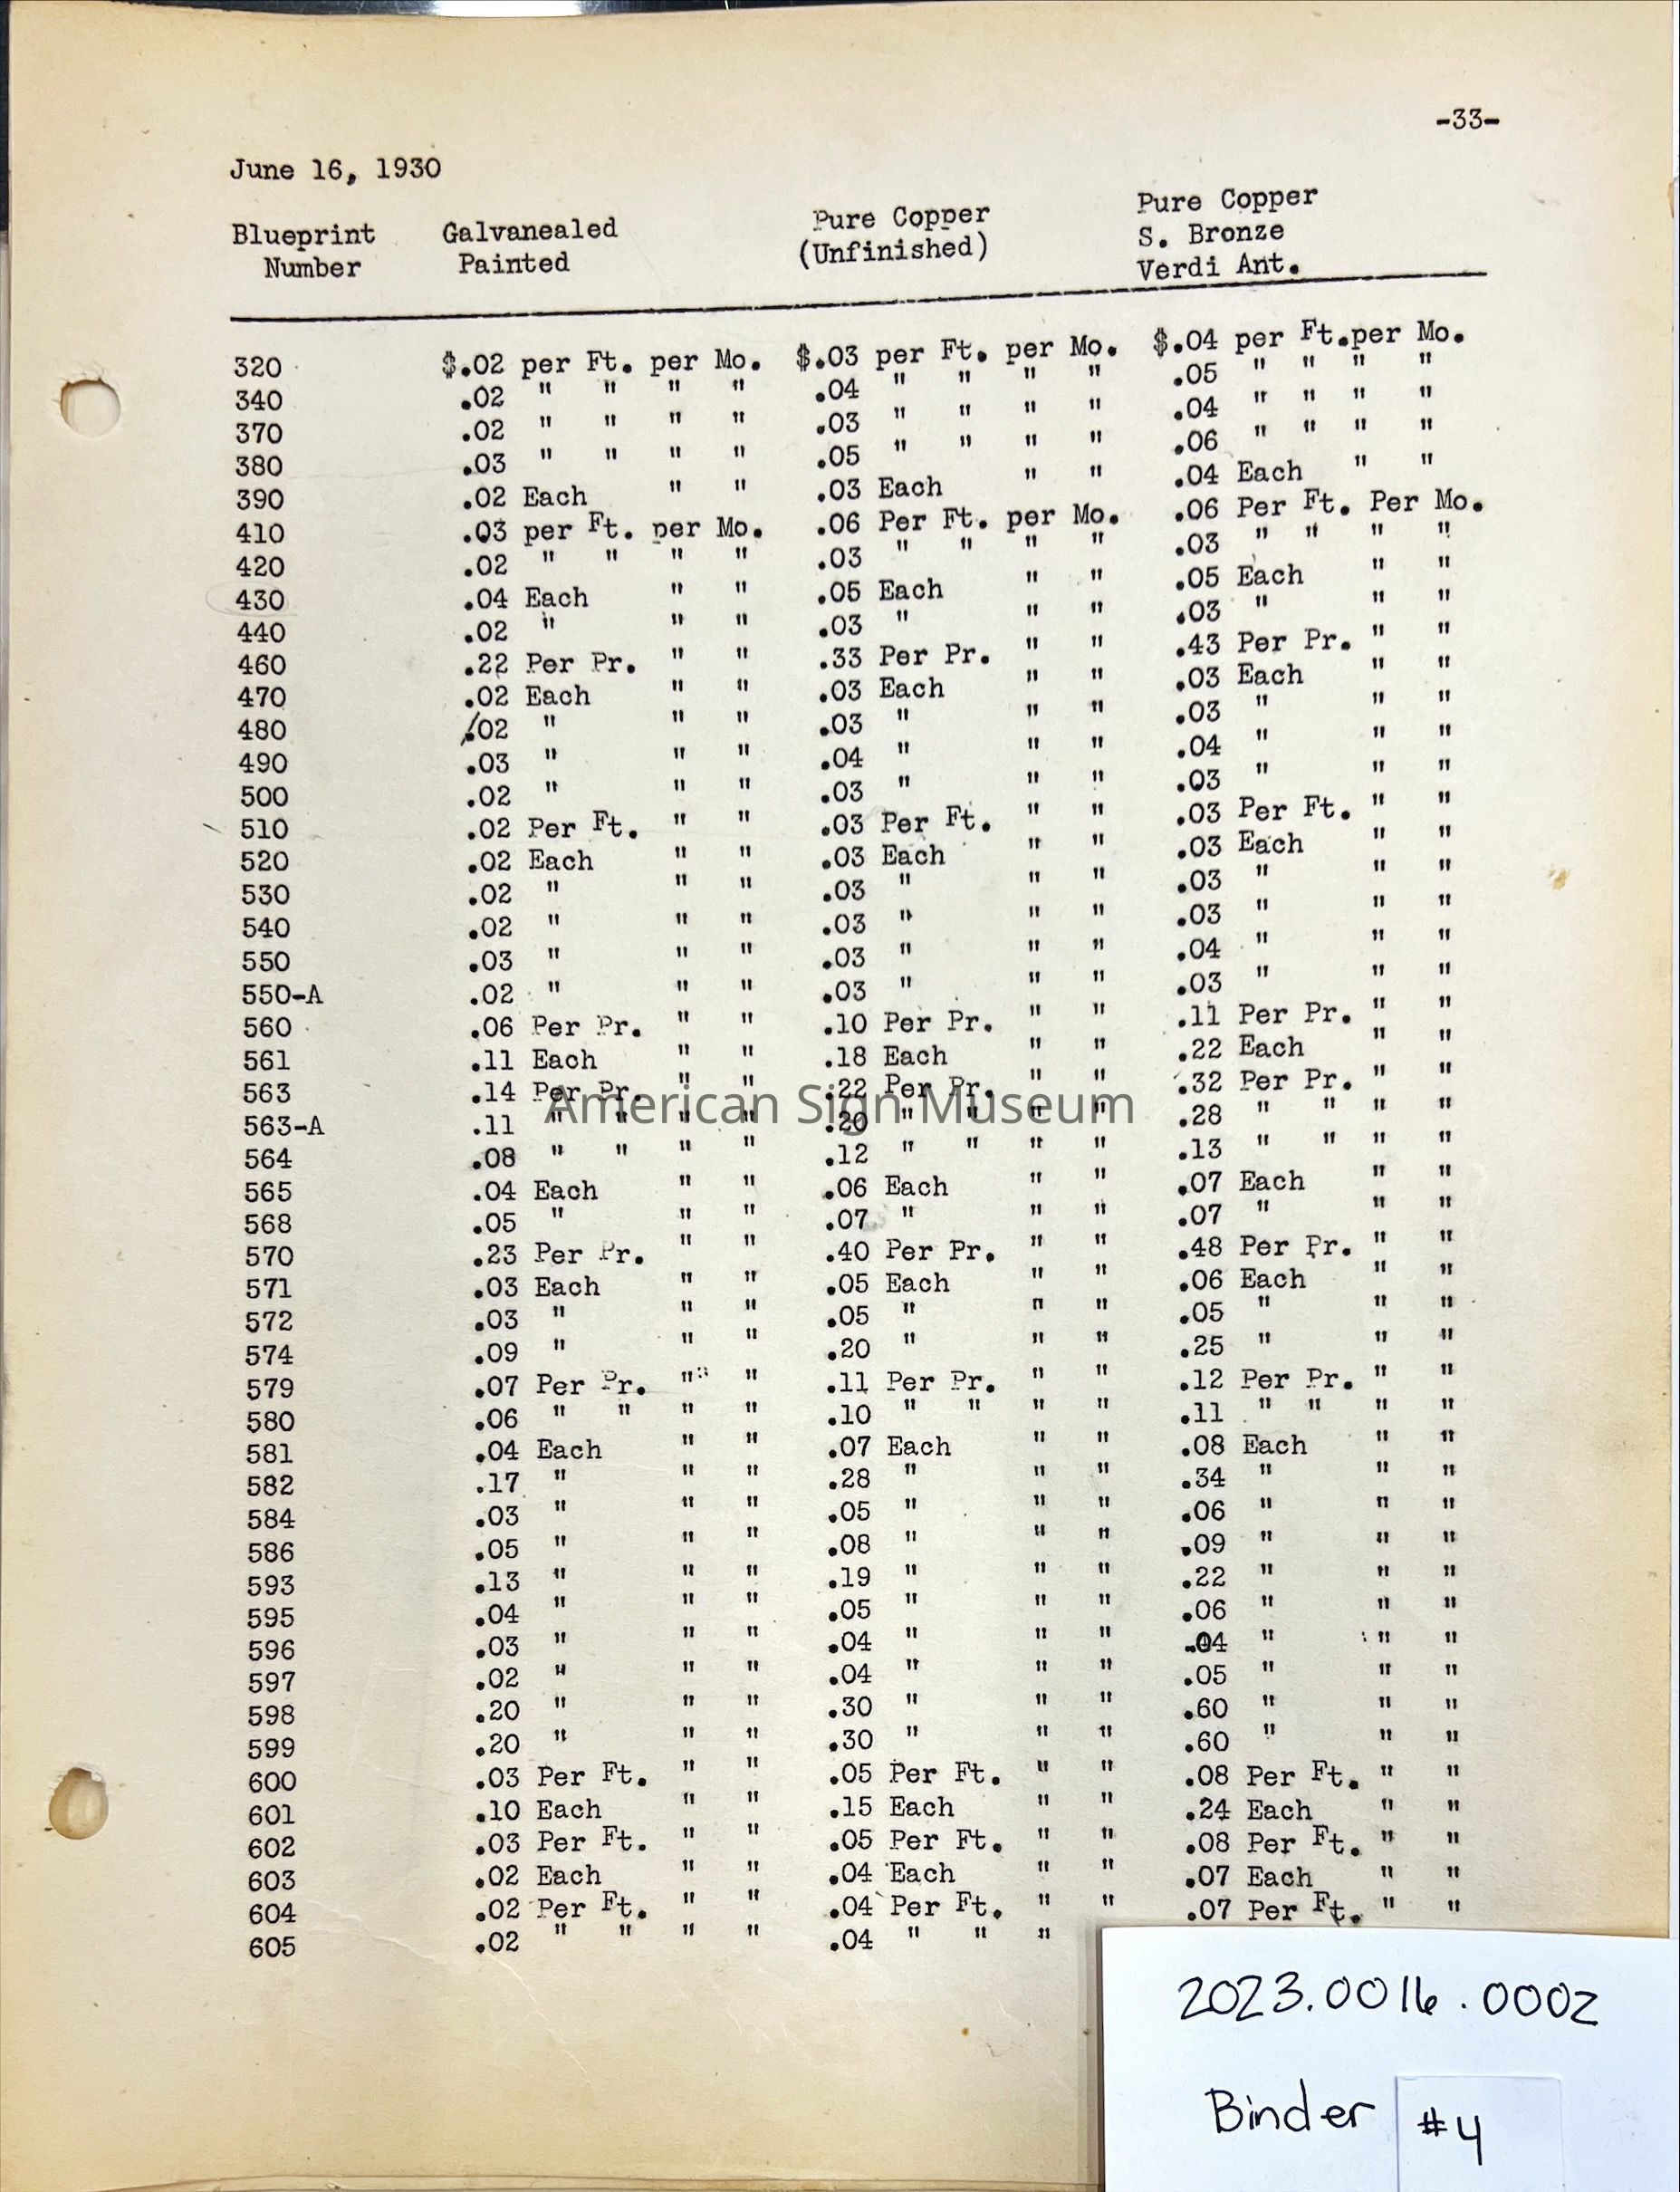 -33-
June 16, 1930
Blueprint Number Galvanealed Painted Pure Copper (Unfinished) Pure Copper S. Bronze Verdi Ant.
320 $.02 per Ft. per Mo. $.03 per Ft. per Mo. $.04 per Ft.per Mo.
340 .02 " " " " .04 " " " " .05 " " " "
370 .02 " " " " .03 " " " " .04 " " " "
380 .03 " " " " .05 " " " " .06 " " " "
390 .02 Each " " .03 Each " " .04 Each " "
410 .03 per Ft. per Mo. .06 Per Ft. per Mo. .06 Per Ft. Per Mo.
420 .02 " " " " .03 " " " " .03 " " " "
430 .04 Each " " .05 Each " " .05 Each " "
440 .02 " " " .03 " " " .03 " " "
460 .22 Per Pr. " " .33 Per Pr. " " .43 Per Pr. " "
470 .02 Each " " .03 Each " " .03 Each " "
480 .02 " " " .03 " " " .03 " " "
490 .03 " " " .04 " " " .04 " " "
500 .02 " " " .03 " " " .03 " " "
510 .02 Per Ft. " " .03 Per Ft. " " .03 Per Ft. " "
520 .02 Each " " .03 Each " " .03 Each " "
530 .02 " " " .03 " " " .03 " " "
540 .02 " " " .03 " " " .03 " " "
550 .03 " " " .03 " " " .04 " " "
550-A .02 " " " .03 " " " .03 " " "
560 .06 Per Pr. " " .10 Per Pr. " " .11 Per Pr. " "
561 .11 Each " " .18 Each " " .22 Each " "
563 .14 Per Pr. " " .22 Per Pr. " " .32 Per Pr. " "
American Sign Museum
563-A .11 " " " " .20 " " " " .28 " " " "
564 .08 " " " " .12 " " " " .13 " " " "
565 .04 Each " " .06 Each " " .07 Each " "
568 .05 " " " .07 " " " .07 " " "
570 .23 Per Pr. " " .40 Per Pr. " " .48 Per Pr. " "
571 .03 Each " " .05 Each " " .06 Each " "
572 .03 " " " .05 " " " .05 " " "
574 .09 " " " .20 " " " .25 " " "
579 .07 Per Pr. " " .11 Per Pr. " " .12 Per Pr. " "
580 .06 " " " " .10 " " " " .11 " " " "
581 .04 Each " " .07 Each " " .08 Each " "
582 .17 " " " .28 " " " .34 " " "
584 .03 " " " .05 " " " .06 " " "
586 .05 " " " .08 " " " .09 " " "
593 .13 " " " .19 " " " .22 " " "
595 .04 " " " .05 " " " .06 " " "
596 .03 " " " .04 " " " .04 " " "
597 .02 " " " .04 " " " .05 " " "
598 .20 " " " .30 " " " .60 " " "
599 .20 " " " .30 " " " .60 " " "
600 .03 Per Ft. " " .05 Per Ft. " " .08 Per Ft. " "
601 .10 Each " " .15 Each " " .24 Each " "
602 .03 Per Ft. " " .05 Per Ft. " " .08 Per Ft. " "
603 .02 Each " " .04 Each " " .07 Each " "
604 .02 Per Ft. " " .04 Per Ft. " " .07 Per Ft. " "
605 .02 " " " " .04 " " "
2023.0016.0002
Binder #4